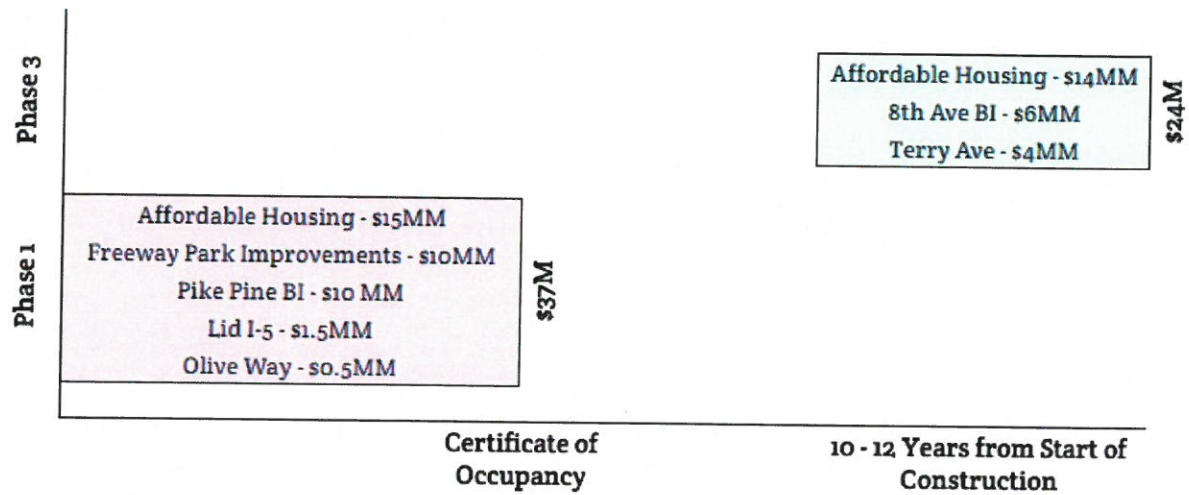 Phase 3
Affordable Housing - $14MM
8th Ave BI - $6MM
Terry Ave - $4MM
$24M
Phase 1
Affordable Housing - $15MM
Freeway Park Improvements - $10MM
Pike Pine BI - $10 MM
Lid I-5 - $1.5MM
Olive Way - $0.5MM
$37M
Certificate of
Occupancy
10 - 12 Years from Start of
Construction